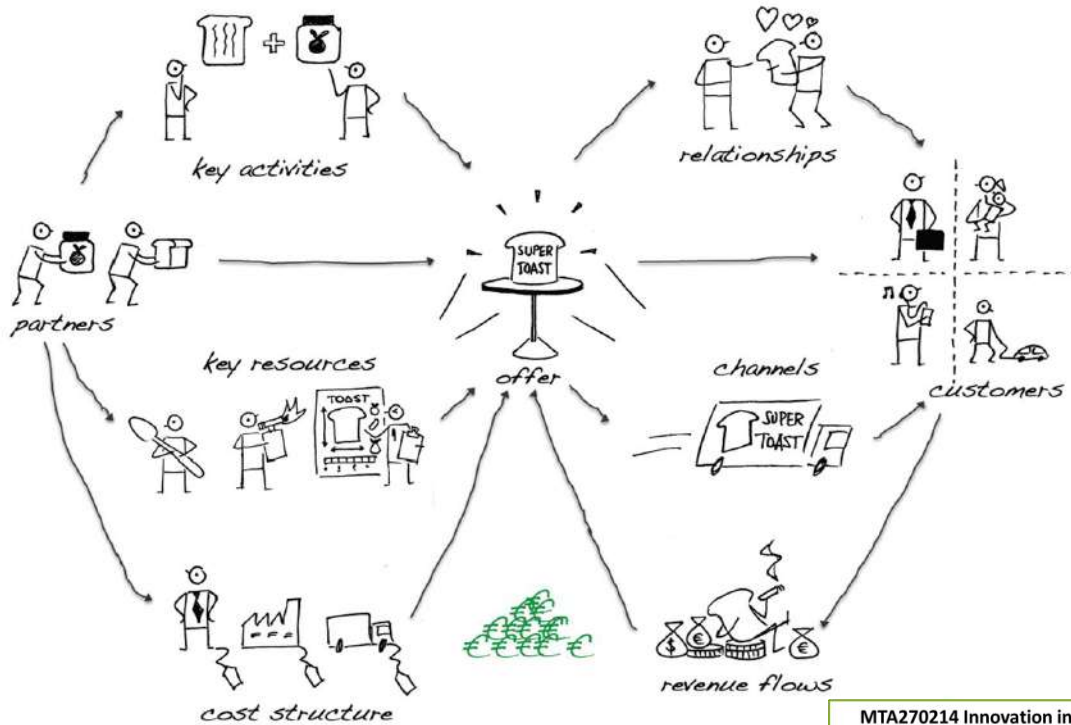 key activities
relationships
SUPER
TOAST
partners
key resources
offer
channels
customers
TOAST
SUPER
TOAST
cost structure
€
€€
€€€€
€€€€€
$
€
€
revenue flows
MTA270214 Innovation in